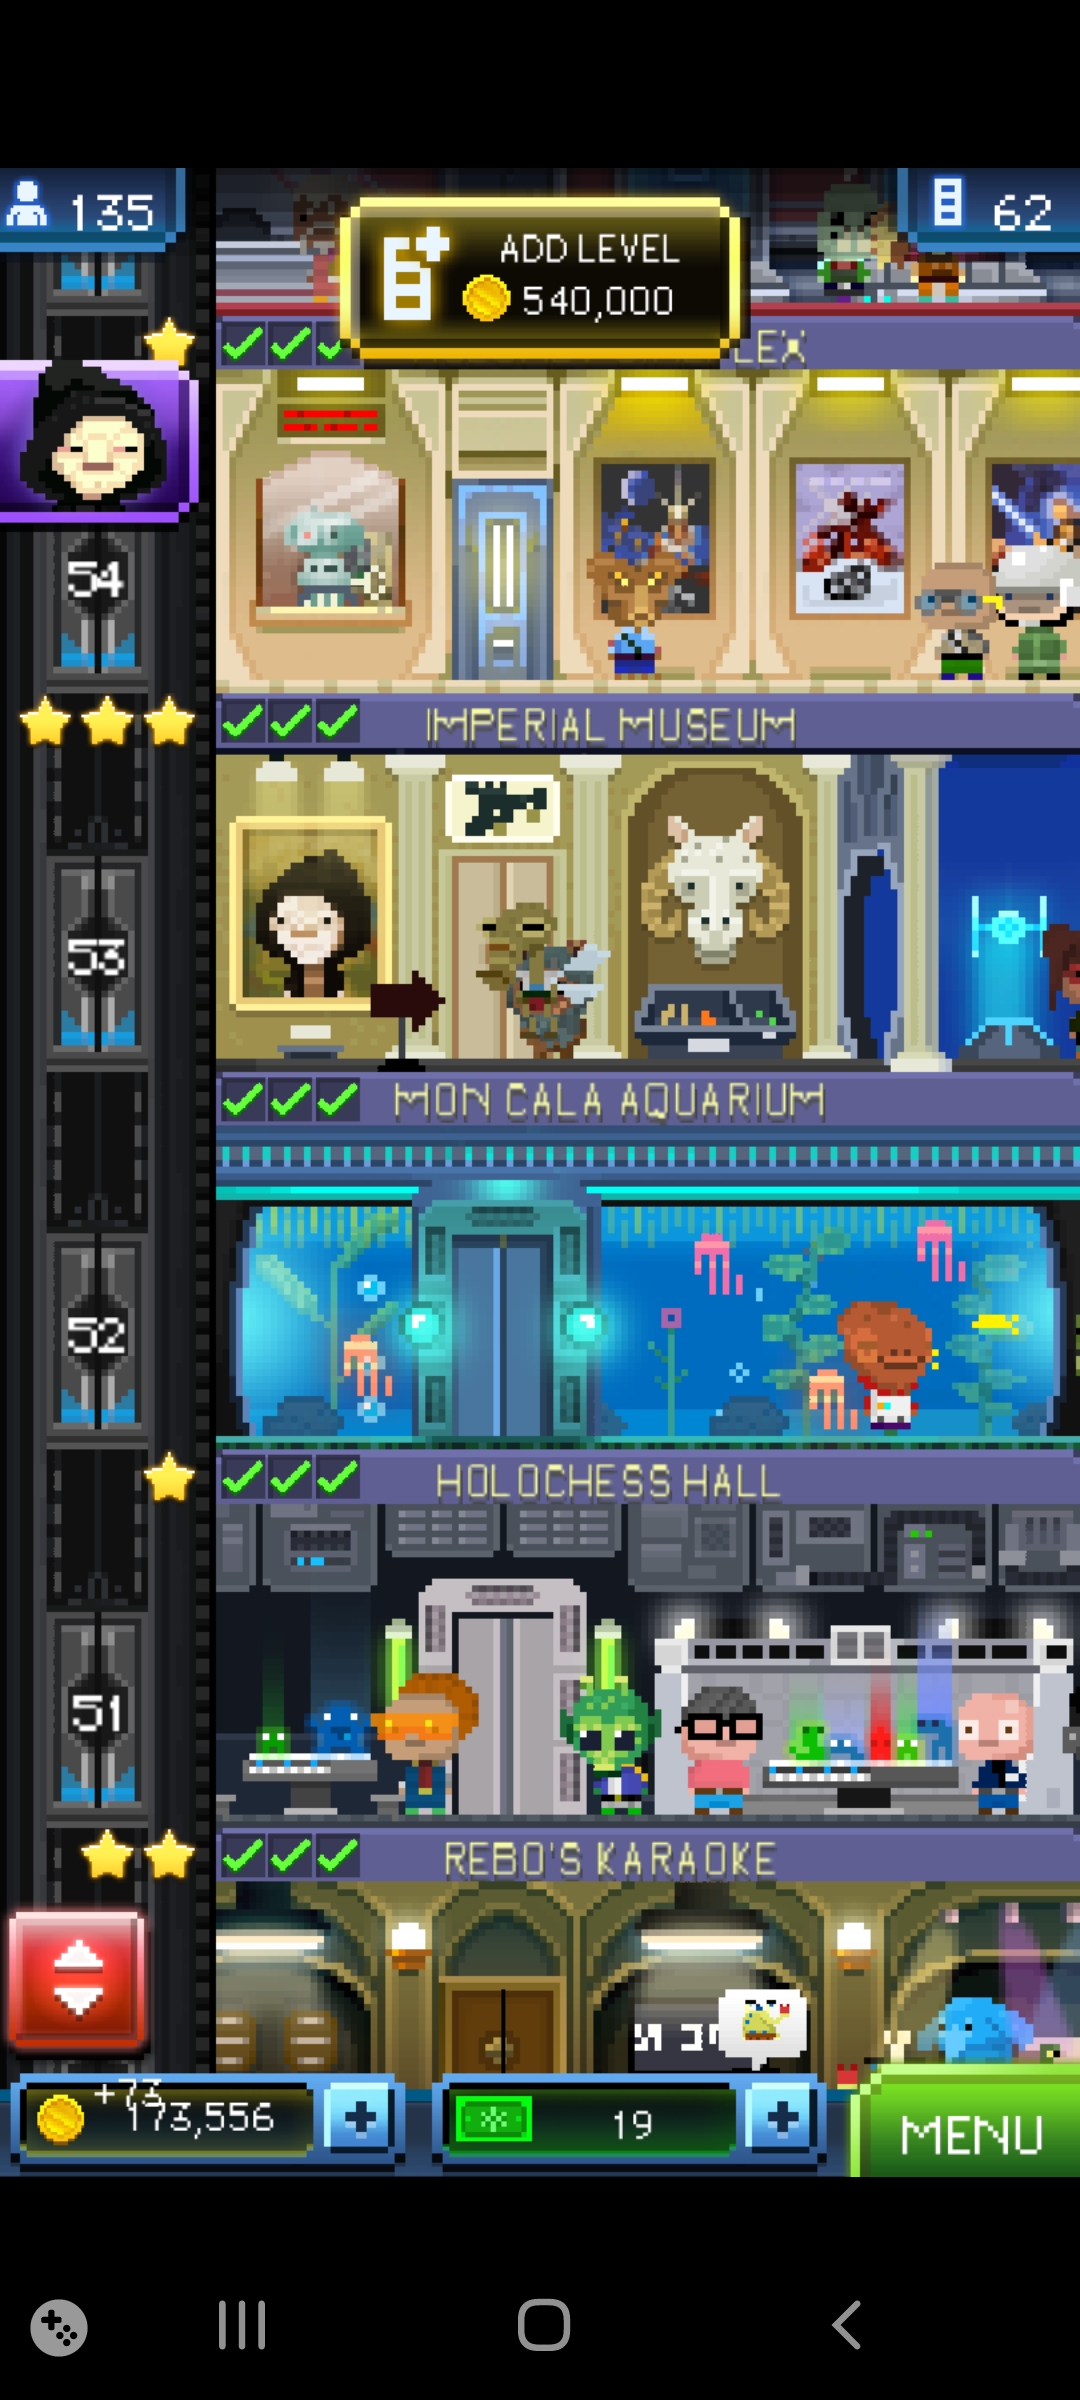 135
ADD LEVEL
540,000
62
LEX
54
IMPERIAL MUSEUM
53
MON CALA AQUARIUM
52
HOLOCHESS HALL
51
REBO'S KARAOKE
+73
173,556
19
MENU